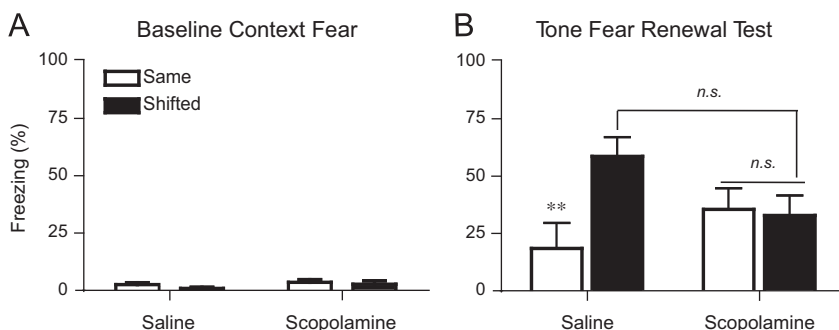 A
Baseline Context Fear
100
75
50
25
0
Freezing (%)
Same
Shifted
Saline
Scopolamine
B
Tone Fear Renewal Test
100
75
50
25
0
n.s.
n.s.
**
Saline
Scopolamine